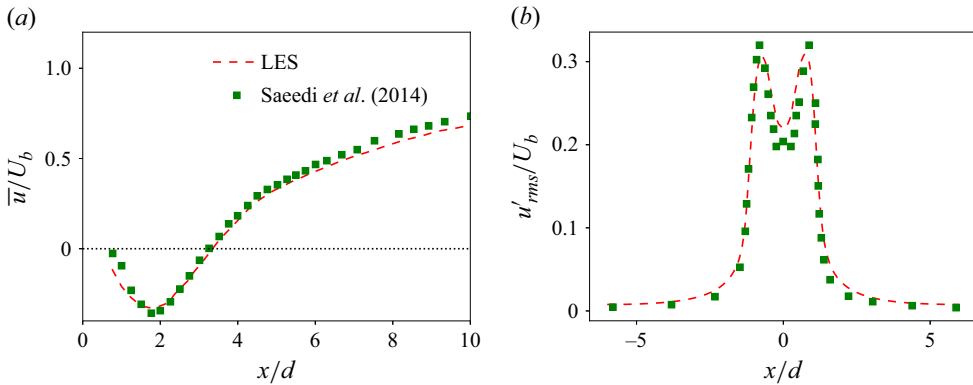 (a)
1.0
0.5
0
u̅/U_b
0
2
4
6
8
10
x/d
LES
Saeedi et al. (2014)
(b)
0.3
0.2
0.1
0
u'_rms/U_b
−5
0
5
x/d